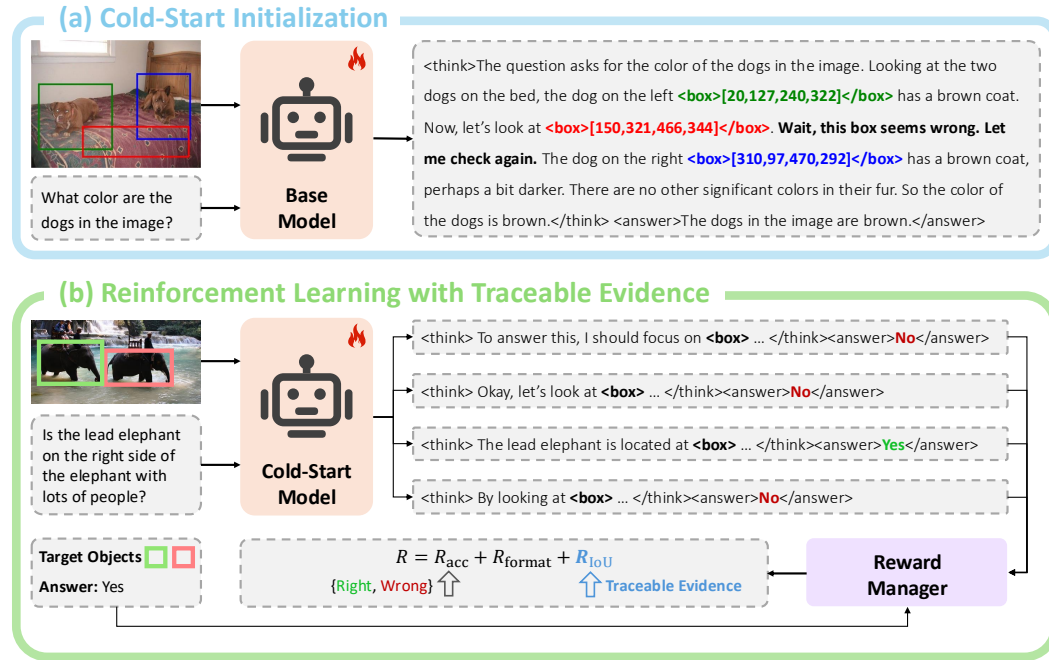 (a) Cold-Start Initialization
What color are the
dogs in the image?
Base
Model
<think>The question asks for the color of the dogs in the image. Looking at the two
dogs on the bed, the dog on the left <box>[20,127,240,322]</box> has a brown coat.
Now, let's look at <box>[150,321,466,344]</box>. Wait, this box seems wrong. Let
me check again. The dog on the right <box>[310,97,470,292]</box> has a brown coat,
perhaps a bit darker. There are no other significant colors in their fur. So the color of
the dogs is brown.</think> <answer>The dogs in the image are brown.</answer>
(b) Reinforcement Learning with Traceable Evidence
Is the lead elephant
on the right side of
the elephant with
lots of people?
Cold-Start
Model
<think> To answer this, I should focus on <box> ... </think><answer>No</answer>
<think> Okay, let's look at <box> ... </think><answer>No</answer>
<think> The lead elephant is located at <box> ... </think><answer>Yes</answer>
<think> By looking at <box> ... </think><answer>No</answer>
Target Objects
Answer: Yes
R = R_acc + R_format + R_IoU
{Right, Wrong}
Traceable Evidence
Reward
Manager